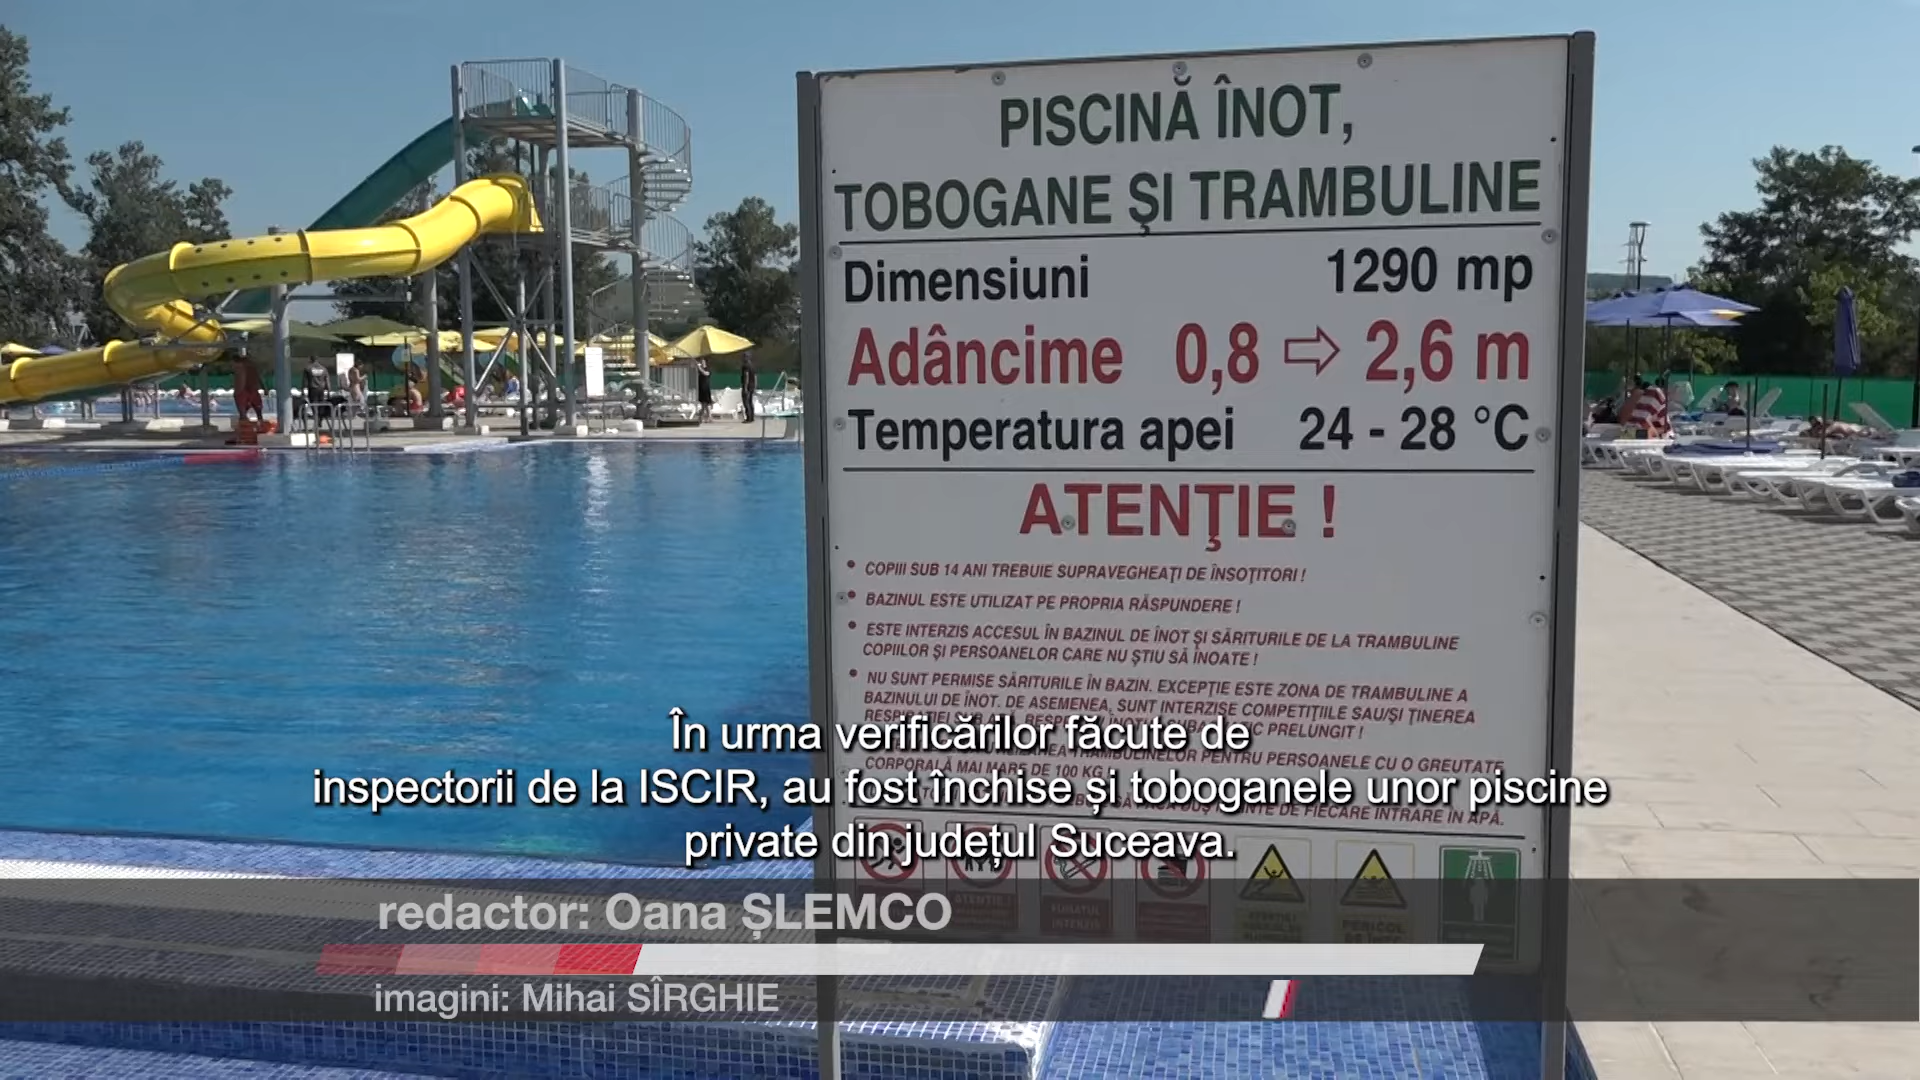 PISCINĂ ÎNOT,
TOBOGANE ŞI TRAMBULINE
Dimensiuni 1290 mp
Adâncime 0,8 ⇨ 2,6 m
Temperatura apei 24 - 28 °C
ATENŢIE !
• COPIII SUB 14 ANI TREBUIE SUPRAVEGHEAŢI DE ÎNSOŢITORI !
• BAZINUL ESTE UTILIZAT PE PROPRIA RĂSPUNDERE !
• ESTE INTERZIS ACCESUL ÎN BAZINUL DE ÎNOT ŞI SĂRITURILE DE LA TRAMBULINE
COPIILOR ŞI PERSOANELOR CARE NU ŞTIU SĂ ÎNOATE !
• NU SUNT PERMISE SĂRITURILE ÎN BAZIN. EXCEPŢIE ESTE ZONA DE TRAMBULINE A
BAZINULUI DE ÎNOT. DE ASEMENEA, SUNT INTERZISE COMPETIŢIILE SAU/ŞI ŢINEREA
PRELUNGIT !
TRAMBULINELOR PENTRU PERSOANELE CU O GREUTATE
CORPORALĂ MAI MARE DE 100 KG
DE FIECARE INTRARE IN APĂ.
În urma verificărilor făcute de
inspectorii de la ISCIR, au fost închise și toboganele unor piscine
private din județul Suceava.
ATENŢIE !
FUMATUL
INTERZIS
PERICOL
redactor: Oana ȘLEMCO
imagini: Mihai SÎRGHIE